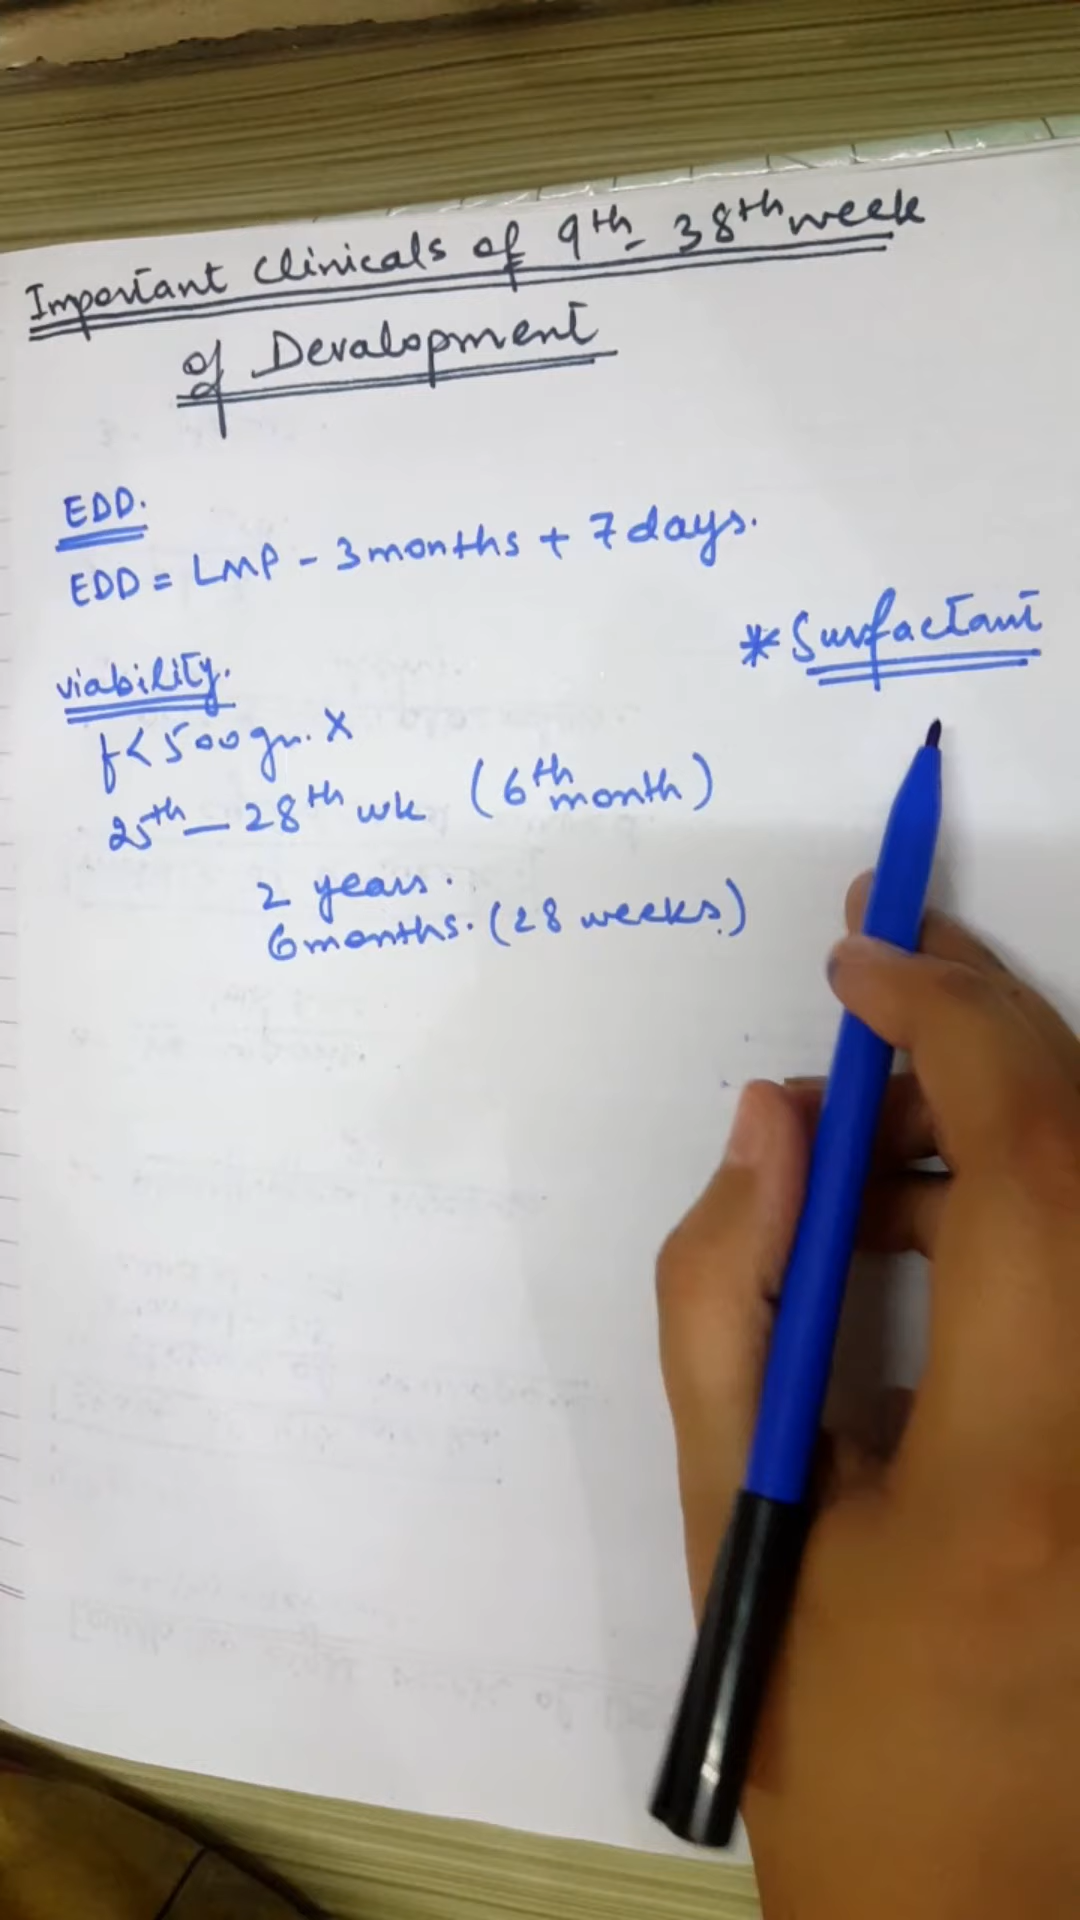 Important Clinicals of 9th - 38th week
of Devalopment
EDD.
EDD = LMP - 3 months + 7 days.
* Surfactant
viability.
f < 500 gm. X
25th - 28th wk (6th month)
2 years.
6 months. (28 weeks.)